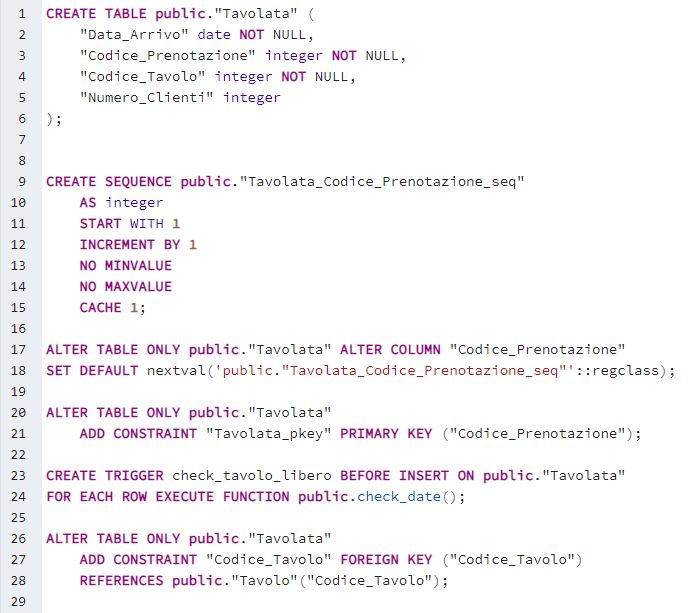 1 CREATE TABLE public."Tavolata" (
2 "Data_Arrivo" date NOT NULL,
3 "Codice_Prenotazione" integer NOT NULL,
4 "Codice_Tavolo" integer NOT NULL,
5 "Numero_Clienti" integer
6 );
7
8
9 CREATE SEQUENCE public."Tavolata_Codice_Prenotazione_seq"
10 AS integer
11 START WITH 1
12 INCREMENT BY 1
13 NO MINVALUE
14 NO MAXVALUE
15 CACHE 1;
16
17 ALTER TABLE ONLY public."Tavolata" ALTER COLUMN "Codice_Prenotazione"
18 SET DEFAULT nextval('public."Tavolata_Codice_Prenotazione_seq"'::regclass);
19
20 ALTER TABLE ONLY public."Tavolata"
21 ADD CONSTRAINT "Tavolata_pkey" PRIMARY KEY ("Codice_Prenotazione");
22
23 CREATE TRIGGER check_tavolo_libero BEFORE INSERT ON public."Tavolata"
24 FOR EACH ROW EXECUTE FUNCTION public.check_date();
25
26 ALTER TABLE ONLY public."Tavolata"
27 ADD CONSTRAINT "Codice_Tavolo" FOREIGN KEY ("Codice_Tavolo")
28 REFERENCES public."Tavolo"("Codice_Tavolo");
29